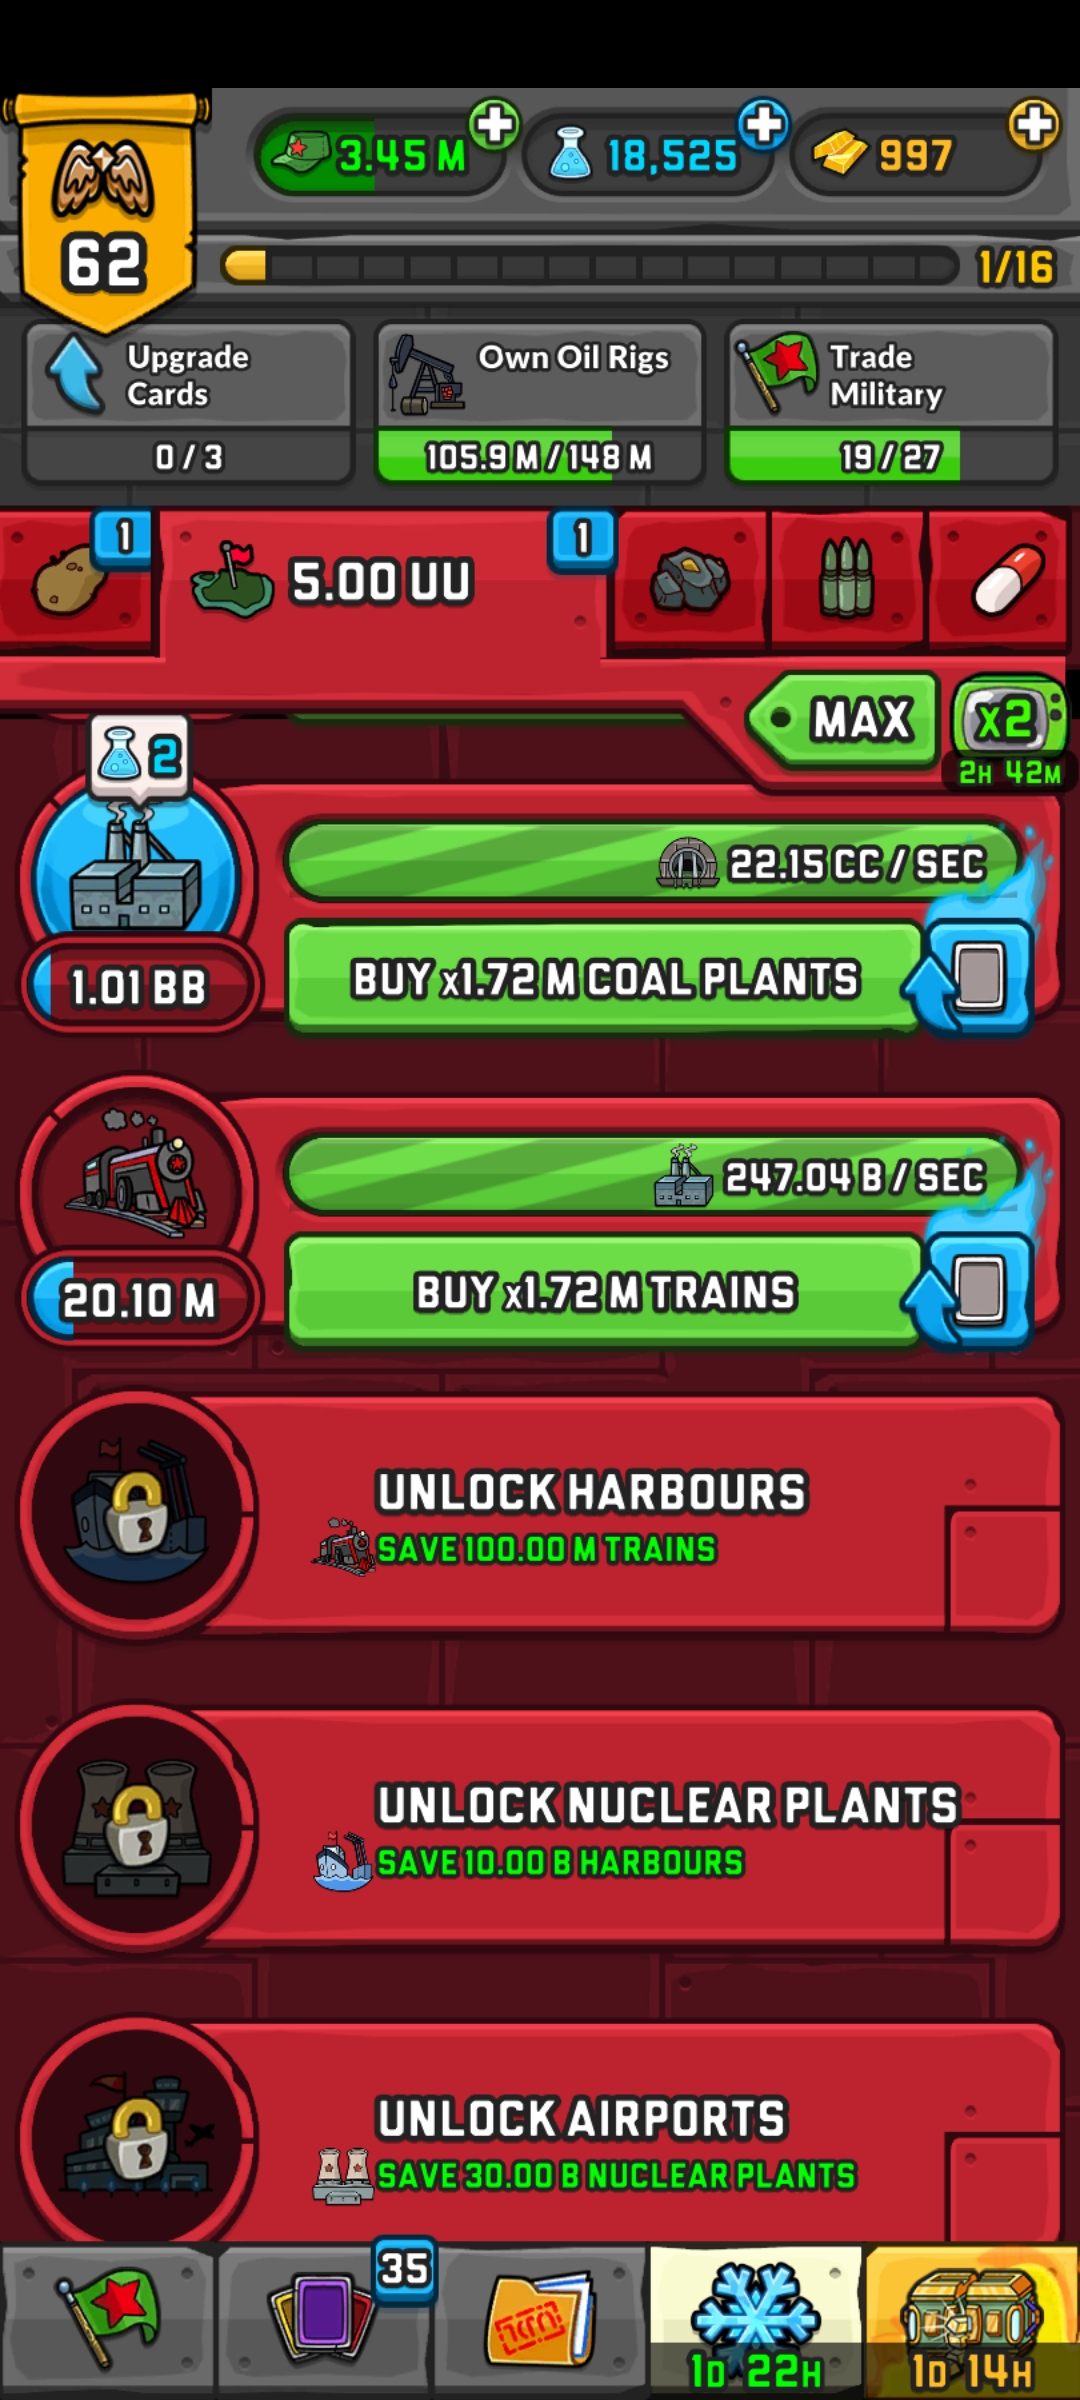 3.45 M
18,525
997
62
1/16
Upgrade
Cards
0 / 3
Own Oil Rigs
105.9 M / 148 M
Trade
Military
19 / 27
1
5.00 UU
1
MAX
x2
2H 42M
2
22.15 CC / SEC
1.01 BB
BUY x1.72 M COAL PLANTS
247.04 B / SEC
20.10 M
BUY x1.72 M TRAINS
UNLOCK HARBOURS
SAVE 100.00 M TRAINS
UNLOCK NUCLEAR PLANTS
SAVE 10.00 B HARBOURS
UNLOCK AIRPORTS
SAVE 30.00 B NUCLEAR PLANTS
35
1D 22H
1D 14H